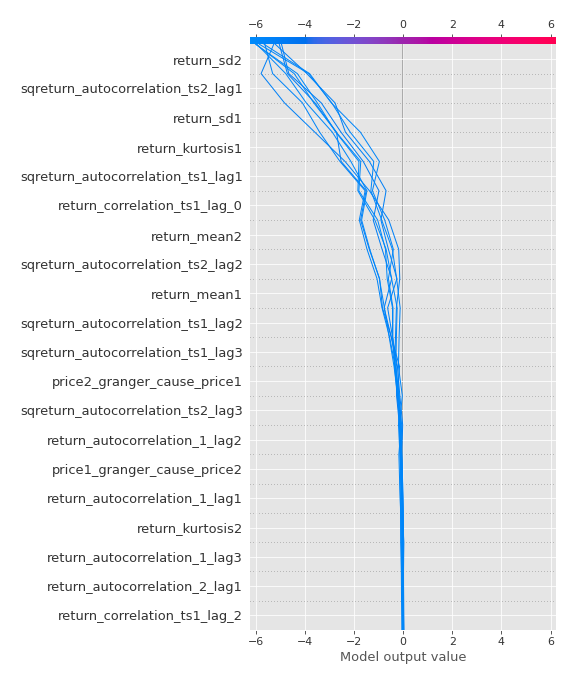 −6 −4 −2 0 2 4 6
return_sd2
sqreturn_autocorrelation_ts2_lag1
return_sd1
return_kurtosis1
sqreturn_autocorrelation_ts1_lag1
return_correlation_ts1_lag_0
return_mean2
sqreturn_autocorrelation_ts2_lag2
return_mean1
sqreturn_autocorrelation_ts1_lag2
sqreturn_autocorrelation_ts1_lag3
price2_granger_cause_price1
sqreturn_autocorrelation_ts2_lag3
return_autocorrelation_1_lag2
price1_granger_cause_price2
return_autocorrelation_1_lag1
return_kurtosis2
return_autocorrelation_1_lag3
return_autocorrelation_2_lag1
return_correlation_ts1_lag_2
−6 −4 −2 0 2 4 6
Model output value